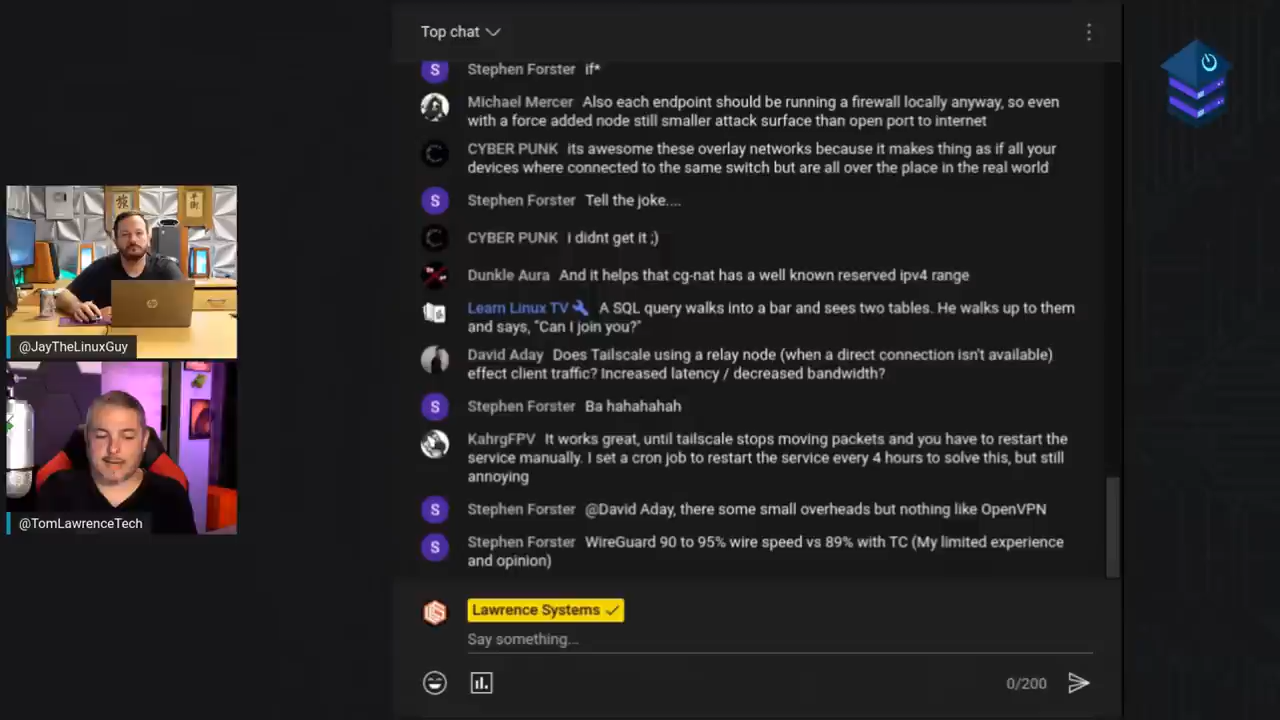 Top chat
Stephen Forster if*
Michael Mercer Also each endpoint should be running a firewall locally anyway, so even
with a force added node still smaller attack surface than open port to internet
CYBER PUNK its awesome these overlay networks because it makes thing as if all your
devices where connected to the same switch but are all over the place in the real world
Stephen Forster Tell the joke....
CYBER PUNK i didnt get it ;)
Dunkle Aura And it helps that cg-nat has a well known reserved ipv4 range
Learn Linux TV A SQL query walks into a bar and sees two tables. He walks up to them
and says, "Can I join you?"
David Aday Does Tailscale using a relay node (when a direct connection isn't available)
effect client traffic? Increased latency / decreased bandwidth?
Stephen Forster Ba hahahahah
KahrgFPV It works great, until tailscale stops moving packets and you have to restart the
service manually. I set a cron job to restart the service every 4 hours to solve this, but still
annoying
Stephen Forster @David Aday, there some small overheads but nothing like OpenVPN
Stephen Forster WireGuard 90 to 95% wire speed vs 89% with TC (My limited experience
and opinion)
Lawrence Systems
Say something...
0/200
@JayTheLinuxGuy
@TomLawrenceTech